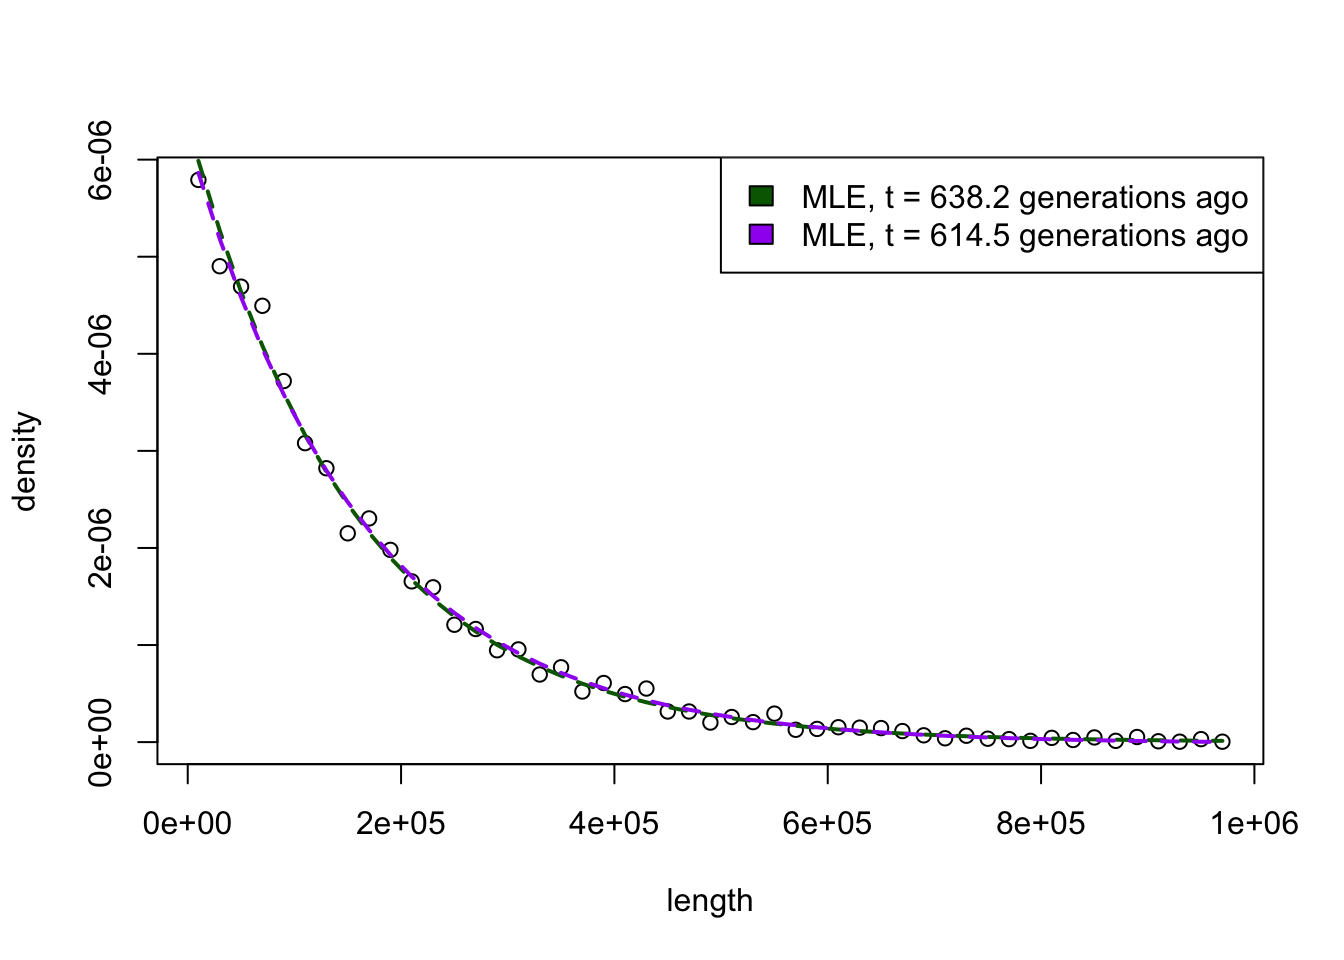 MLE, t = 638.2 generations ago
MLE, t = 614.5 generations ago
6e-06
4e-06
2e-06
0e+00
density
0e+00 2e+05 4e+05 6e+05 8e+05 1e+06
length